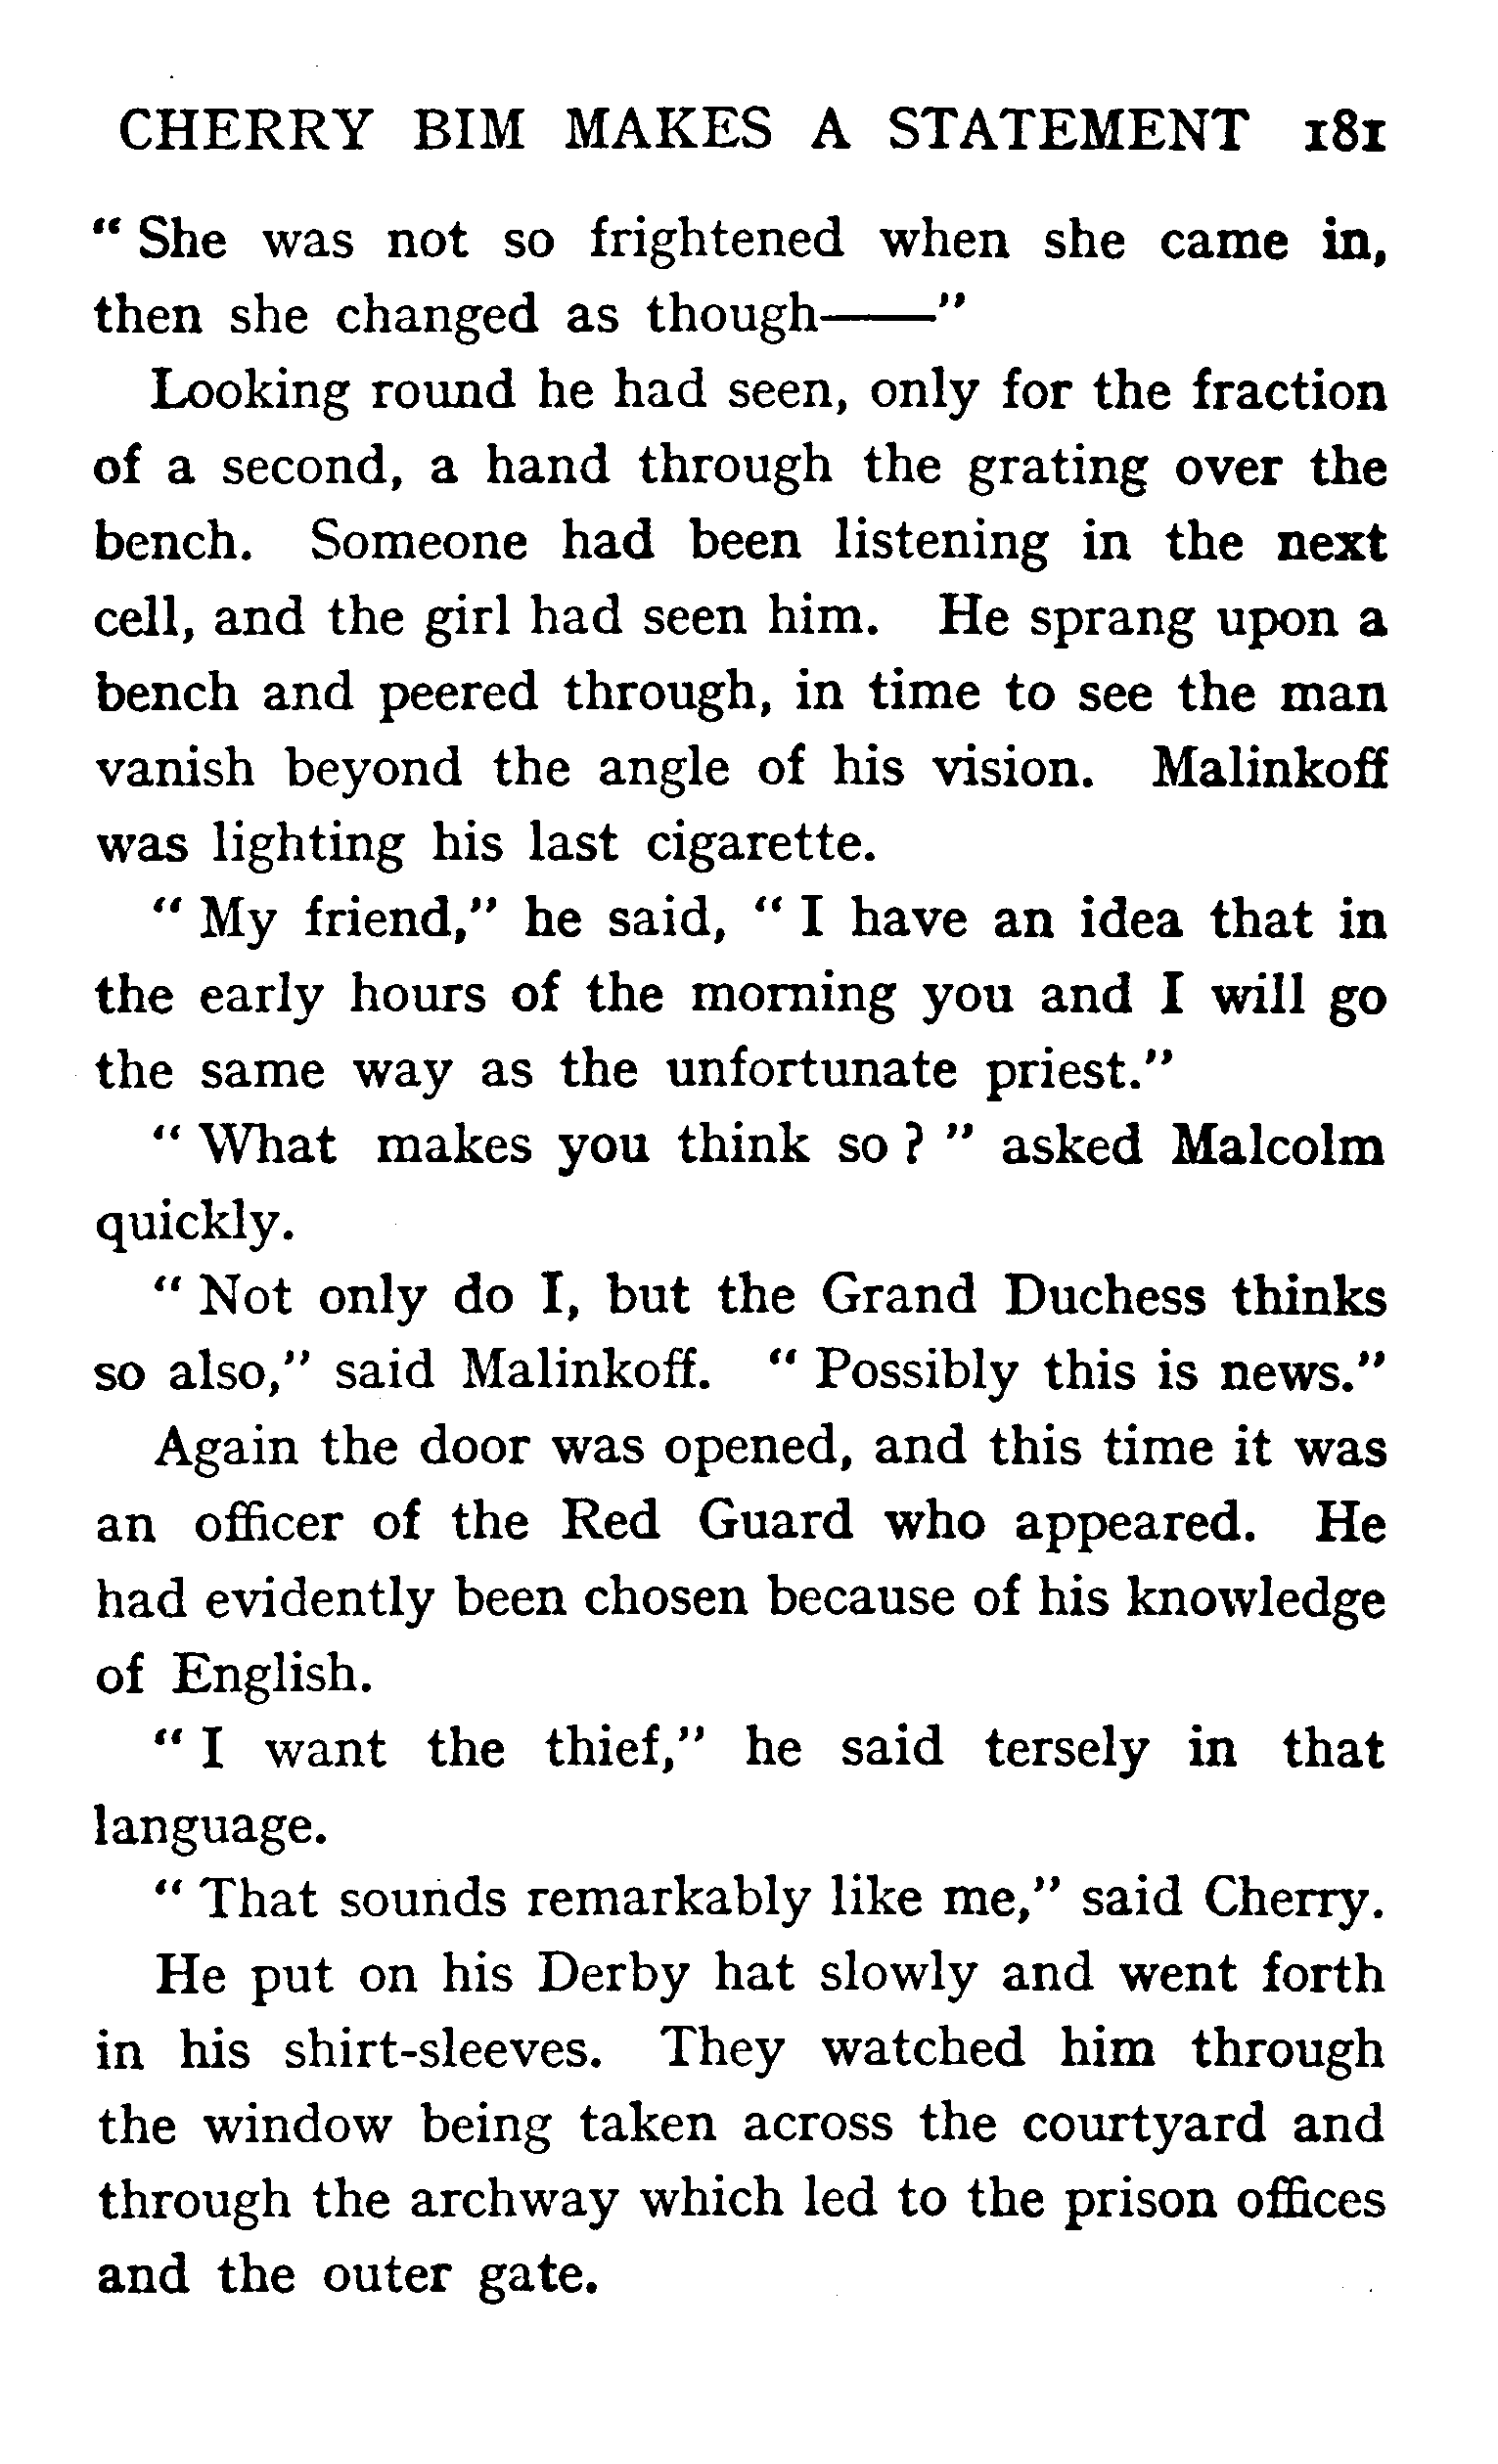 CHERRY BIM MAKES A STATEMENT 181
“ She was not so frightened when she came in,
then she changed as though——”
Looking round he had seen, only for the fraction
of a second, a hand through the grating over the
bench. Someone had been listening in the next
cell, and the girl had seen him. He sprang upon a
bench and peered through, in time to see the man
vanish beyond the angle of his vision. Malinkoff
was lighting his last cigarette.
“ My friend,” he said, “ I have an idea that in
the early hours of the morning you and I will go
the same way as the unfortunate priest.”
“ What makes you think so ? ” asked Malcolm
quickly.
“ Not only do I, but the Grand Duchess thinks
so also,” said Malinkoff. “ Possibly this is news.”
Again the door was opened, and this time it was
an officer of the Red Guard who appeared. He
had evidently been chosen because of his knowledge
of English.
“ I want the thief,” he said tersely in that
language.
“ That sounds remarkably like me,” said Cherry.
He put on his Derby hat slowly and went forth
in his shirt-sleeves. They watched him through
the window being taken across the courtyard and
through the archway which led to the prison offices
and the outer gate.